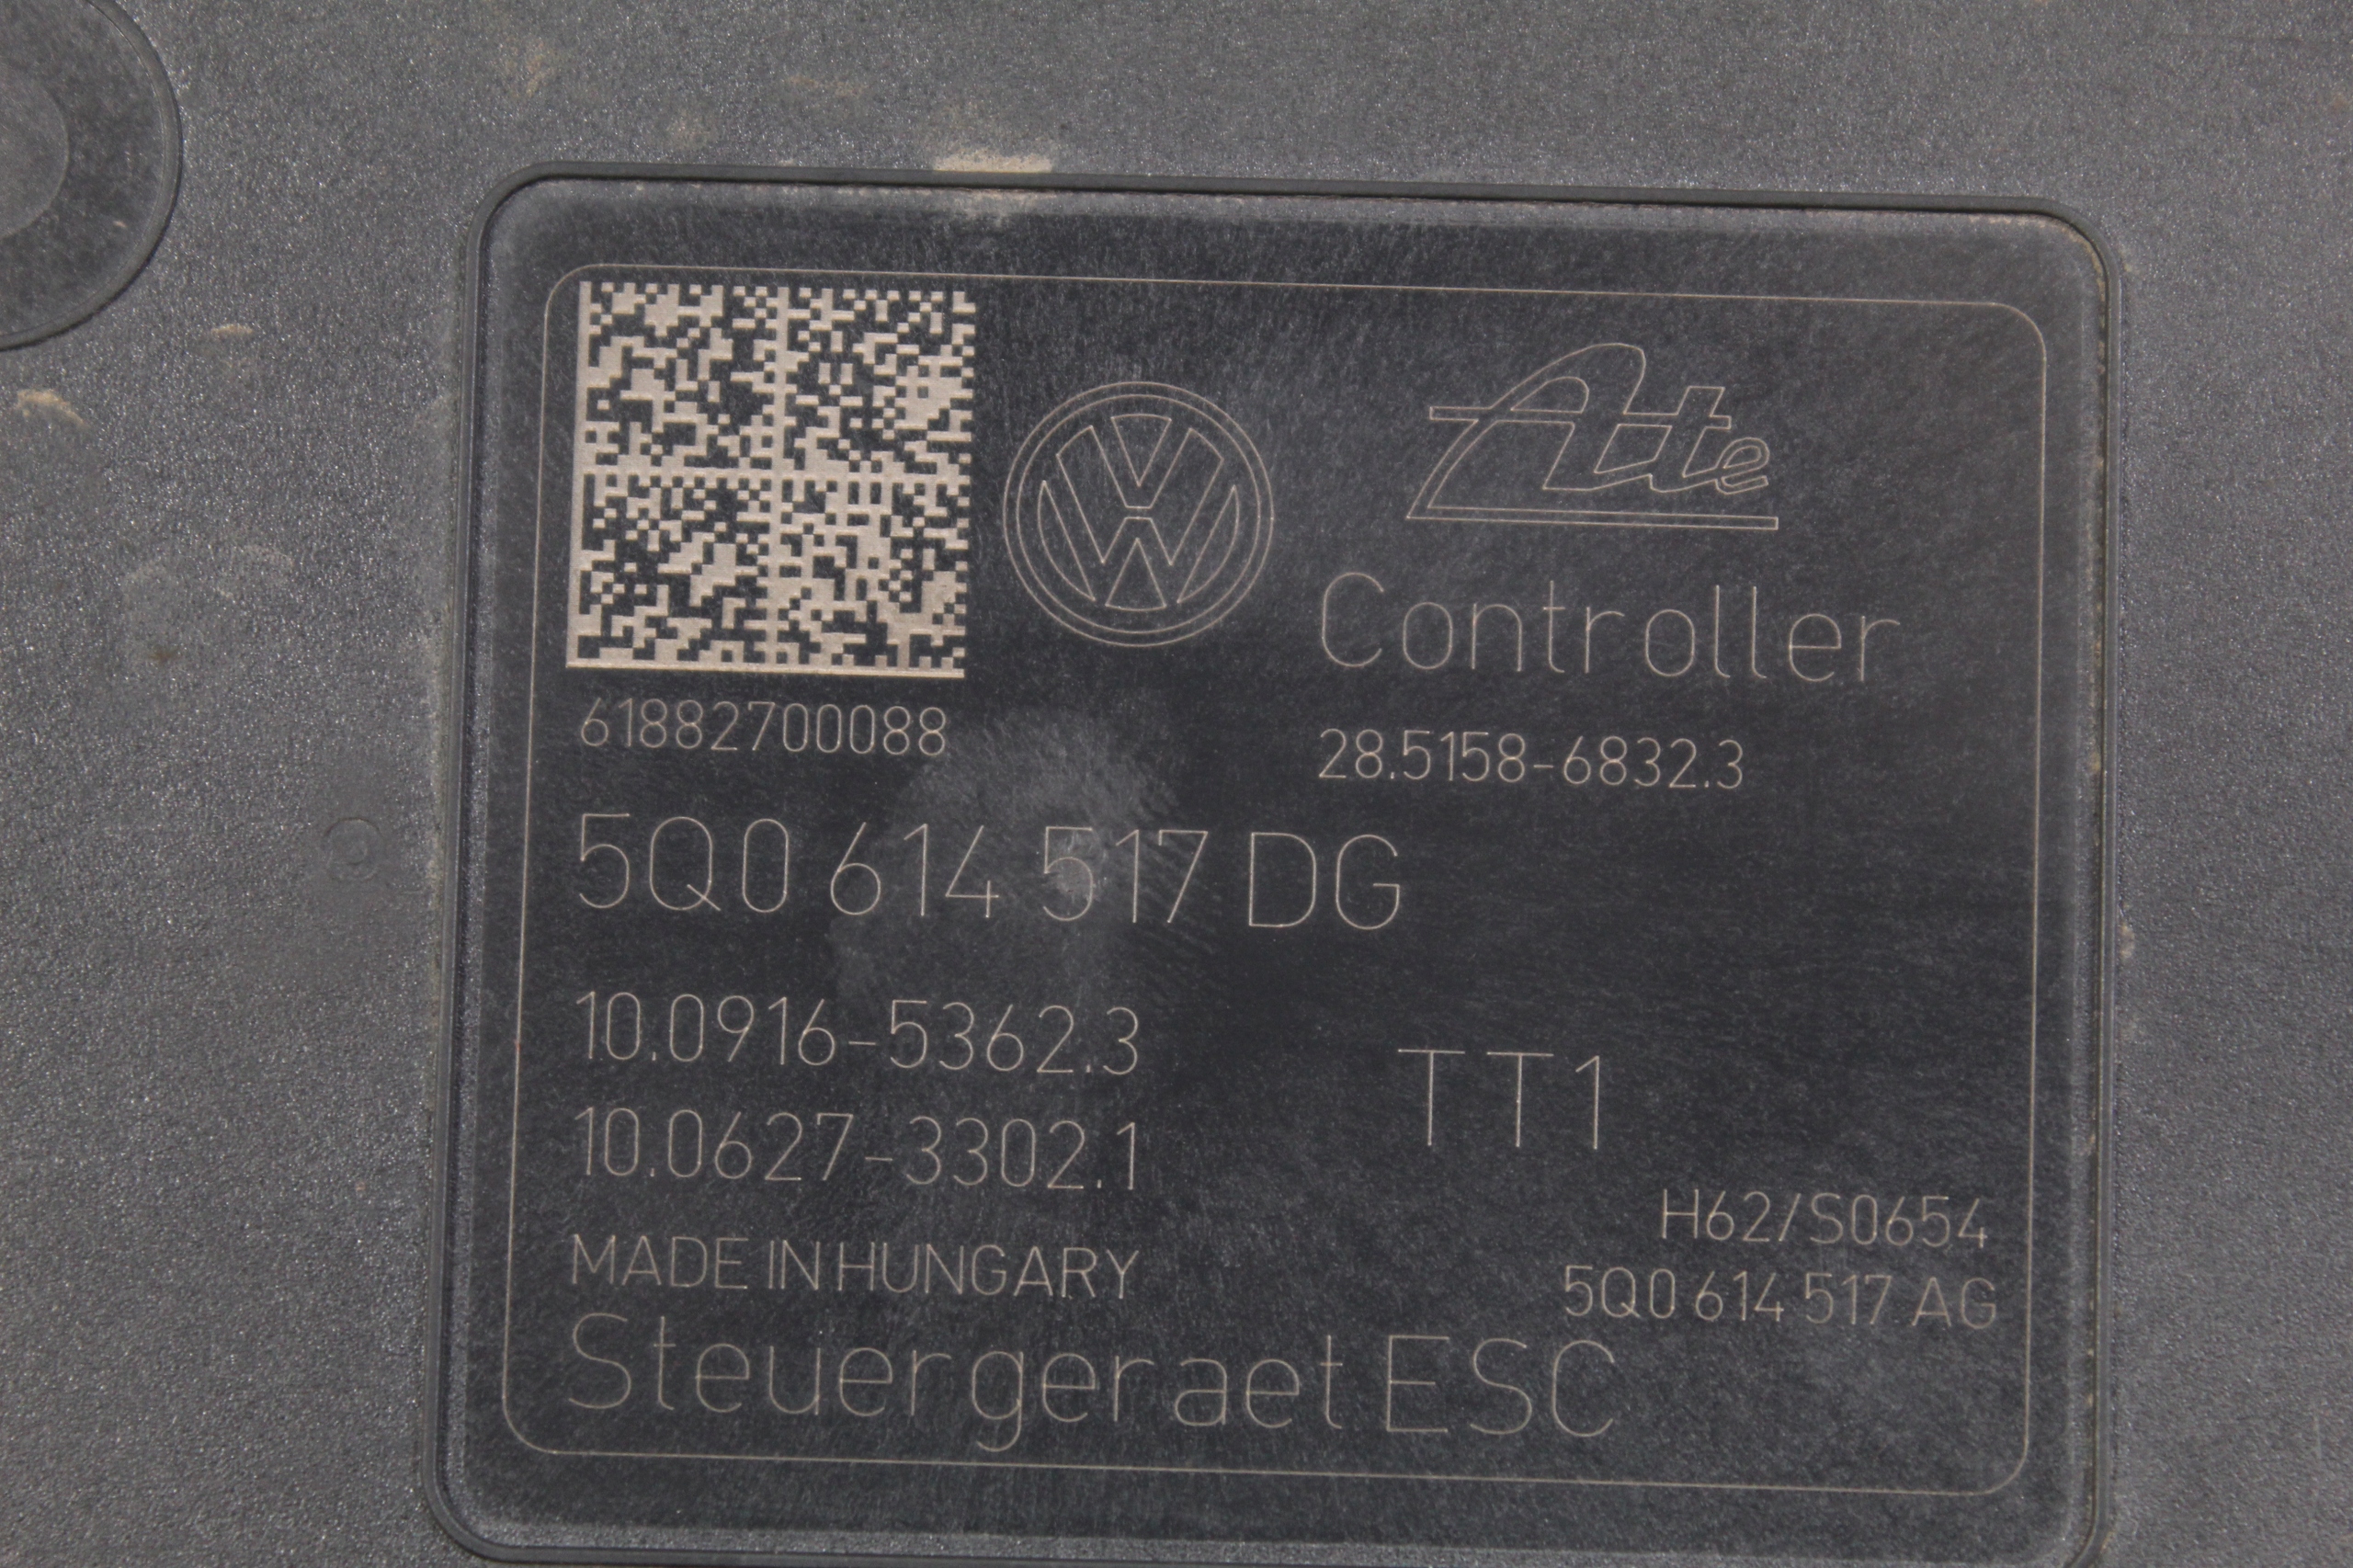 Ate
Controller
61882700088
28.5158-6832.3
5Q0 614 517 DG
10.0916-5362.3
10.0627-3302.1
TT1
H62/S0654
MADE IN HUNGARY
5Q0 614 517 AG
Steuergeraet ESC